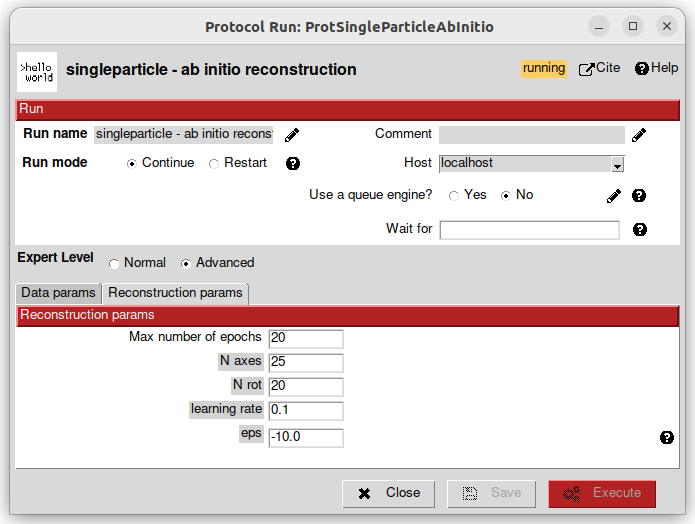 Protocol Run: ProtSingleParticleAbInitio
>hello
world
singleparticle - ab initio reconstruction
running
Cite
Help
Run
Run name singleparticle - ab initio recons Comment
Run mode Continue Restart Host localhost
Use a queue engine? Yes No
Wait for
Expert Level Normal Advanced
Data params Reconstruction params
Reconstruction params
Max number of epochs 20
N axes 25
N rot 20
learning rate 0.1
eps -10.0
Close Save Execute